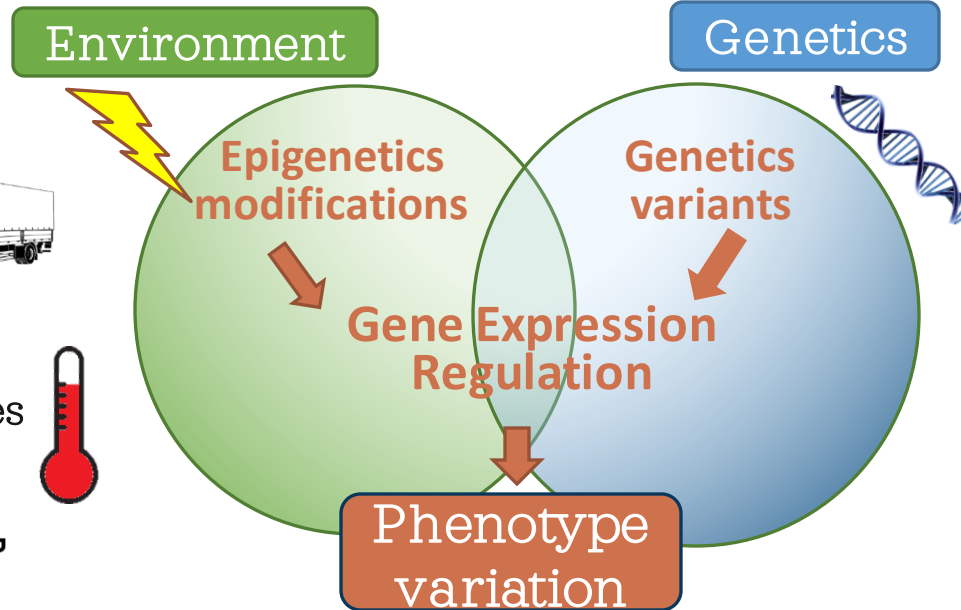 Environment
Genetics
Epigenetics
modifications
Genetics
variants
Gene Expression
Regulation
Phenotype
variation